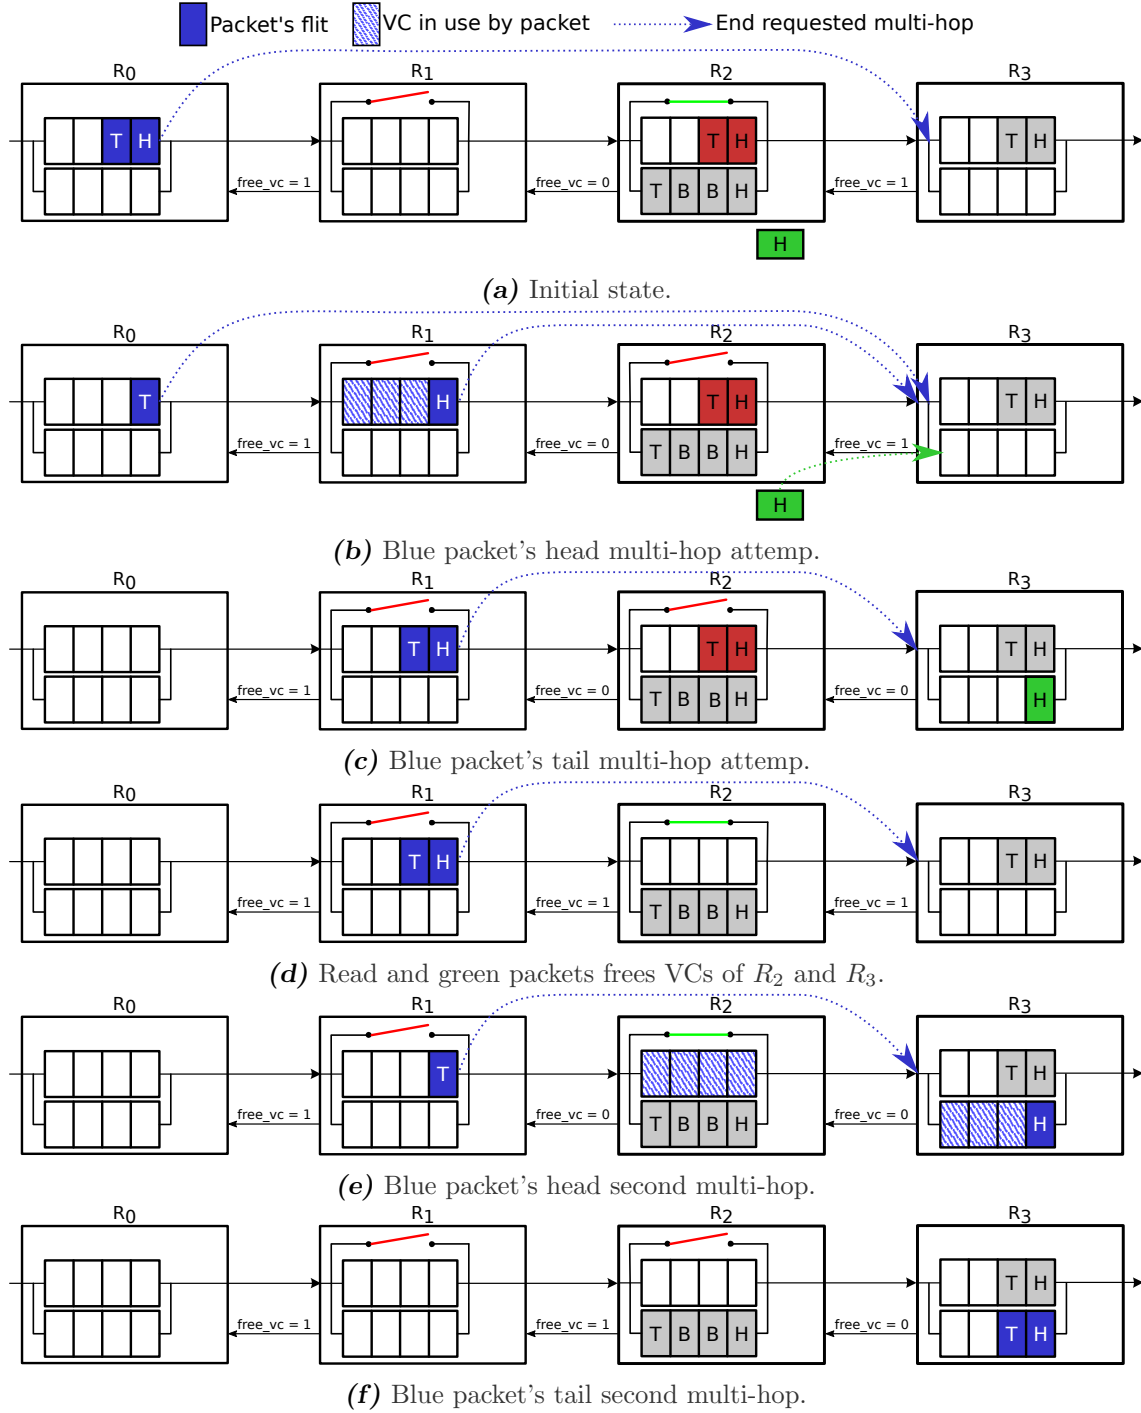 Packet's flit VC in use by packet End requested multi-hop
R0 R1 R2 R3
T H T H T H
free_vc = 1 free_vc = 0 T B B H free_vc = 1
H
(a) Initial state.
R0 R1 R2 R3
T H T H T H
free_vc = 1 free_vc = 0 T B B H free_vc = 1
H
(b) Blue packet's head multi-hop attemp.
R0 R1 R2 R3
T H T H T H
free_vc = 1 free_vc = 0 T B B H free_vc = 0 H
(c) Blue packet's tail multi-hop attemp.
R0 R1 R2 R3
T H T H
free_vc = 1 free_vc = 1 T B B H free_vc = 1
(d) Read and green packets frees VCs of R2 and R3.
R0 R1 R2 R3
T T H
free_vc = 1 free_vc = 0 T B B H free_vc = 0 H
(e) Blue packet's head second multi-hop.
R0 R1 R2 R3
T H
free_vc = 1 free_vc = 1 T B B H free_vc = 0 T H
(f) Blue packet's tail second multi-hop.